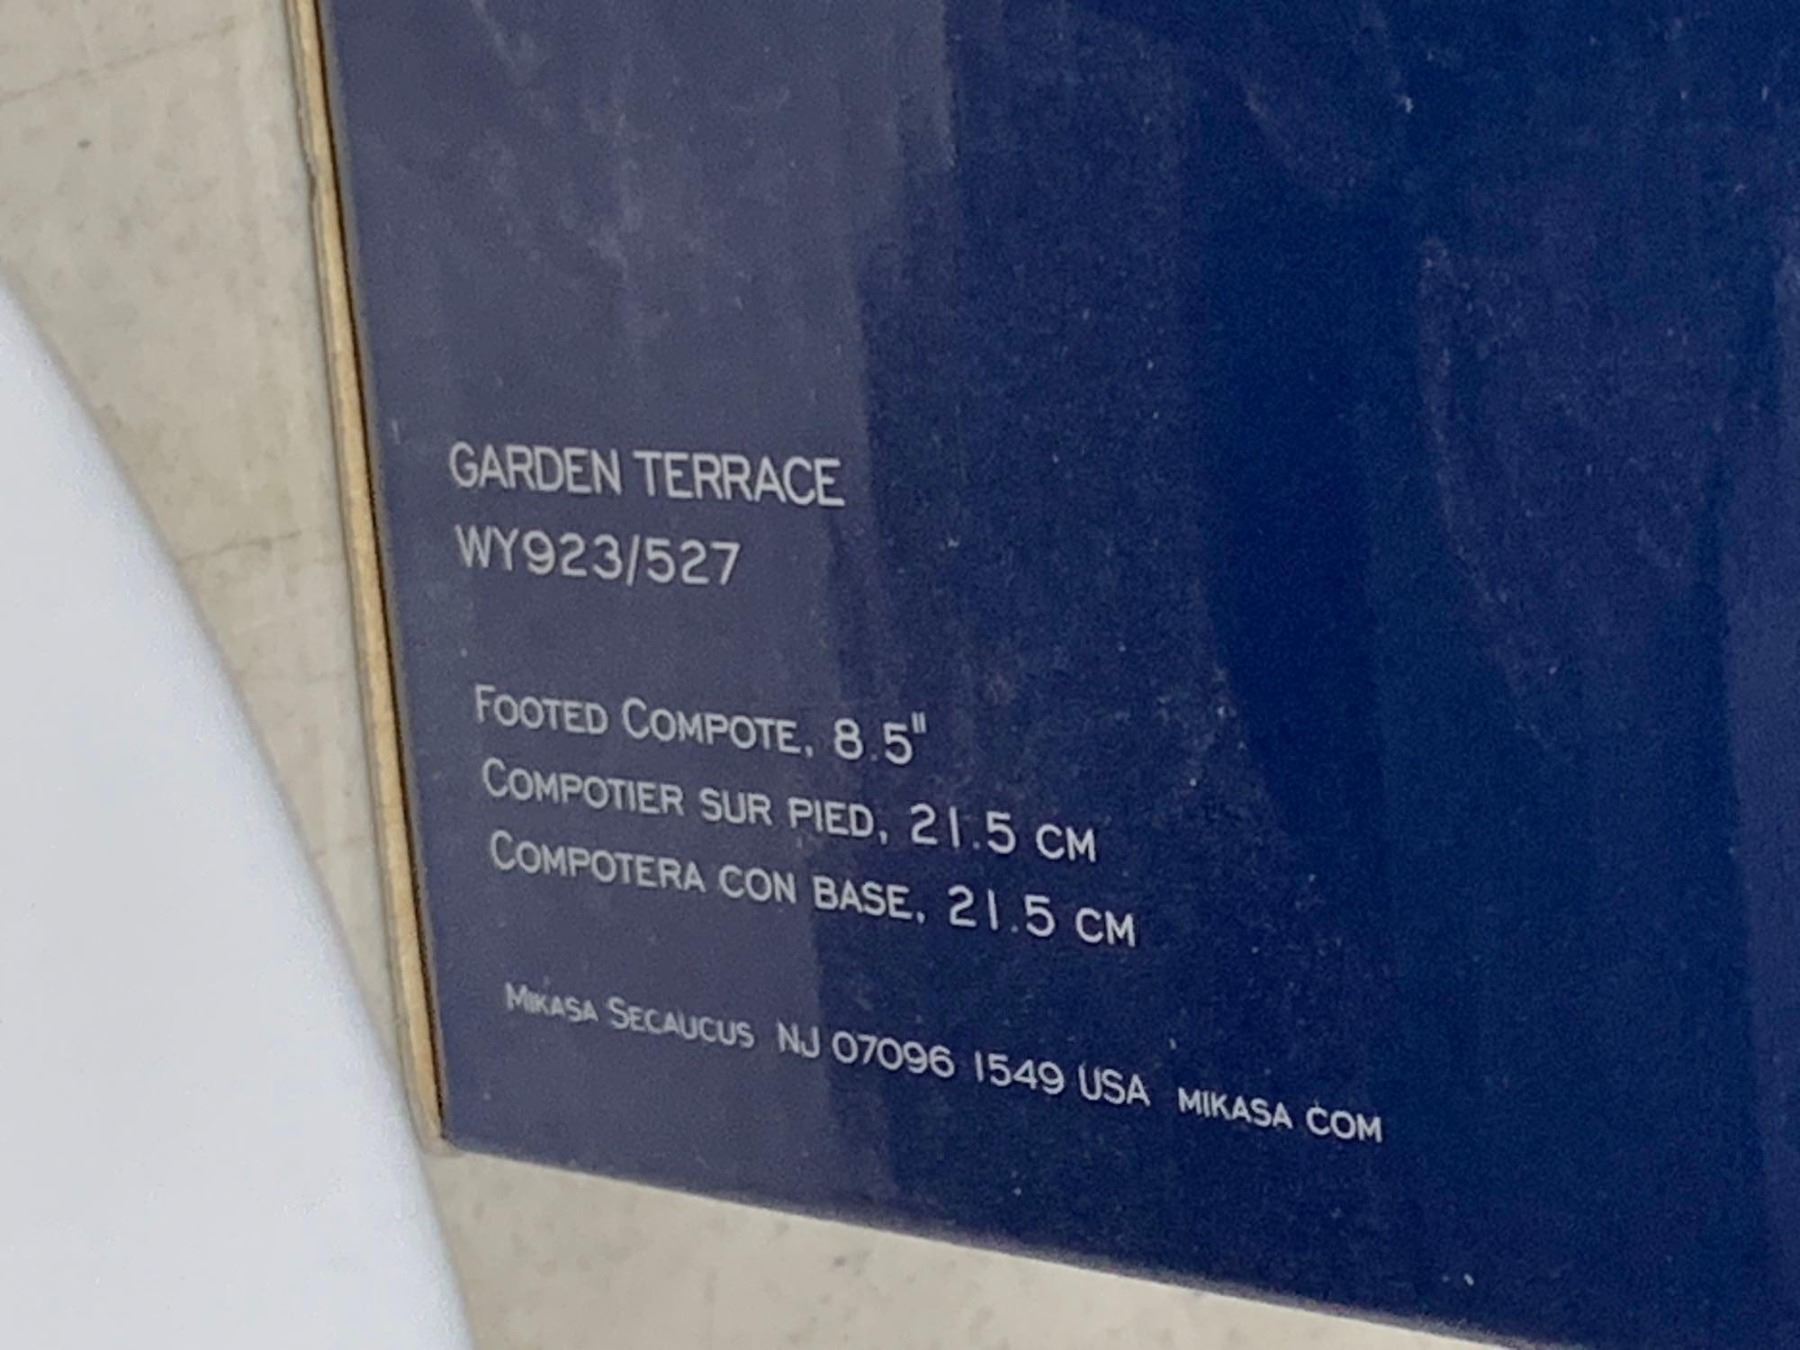 GARDEN TERRACE
WY923/527
FOOTED COMPOTE, 8.5"
COMPOTIER SUR PIED, 21.5 CM
COMPOTERA CON BASE, 21.5 CM
MIKASA SECAUCUS NJ 07096 1549 USA MIKASA COM